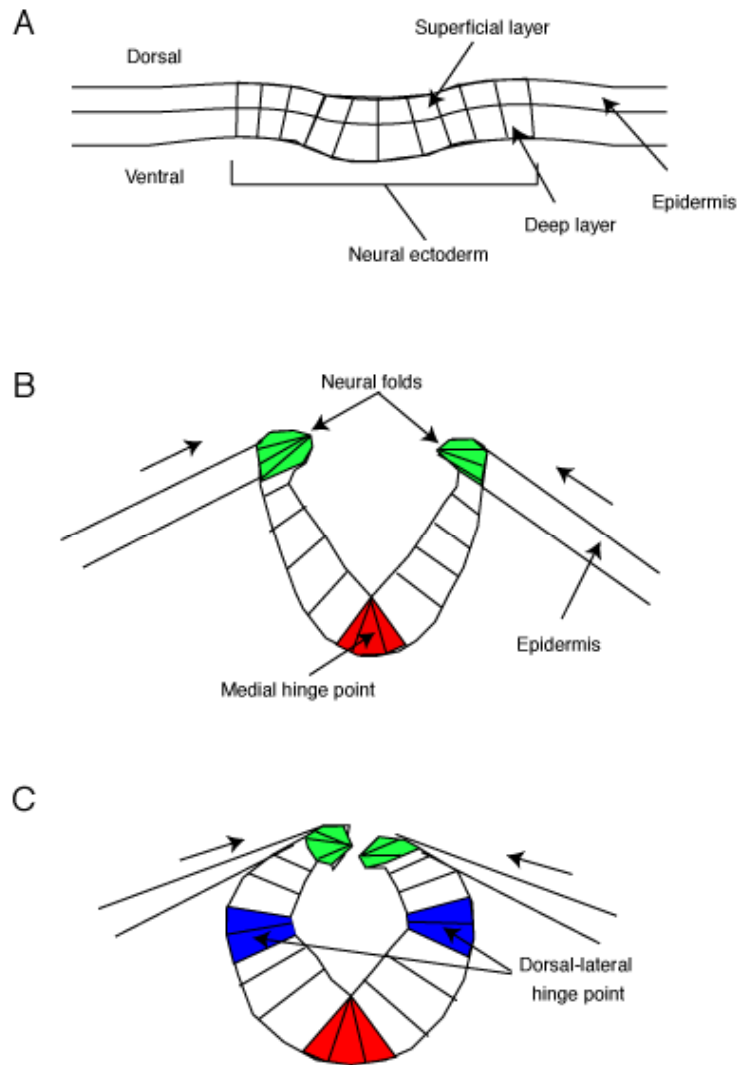 A
Superficial layer
Dorsal
Ventral
Epidermis
Deep layer
Neural ectoderm
B
Neural folds
Epidermis
Medial hinge point
C
Dorsal-lateral
hinge point